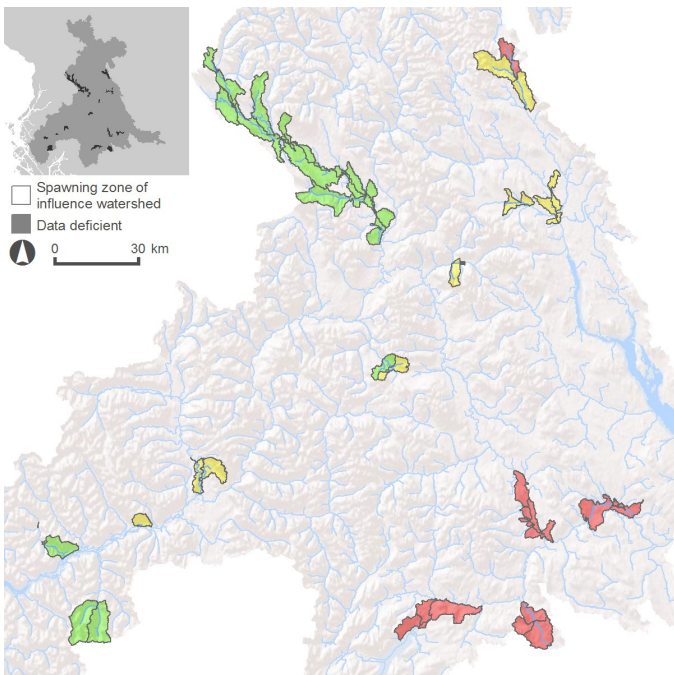 Spawning zone of
influence watershed
Data deficient
0 30 km